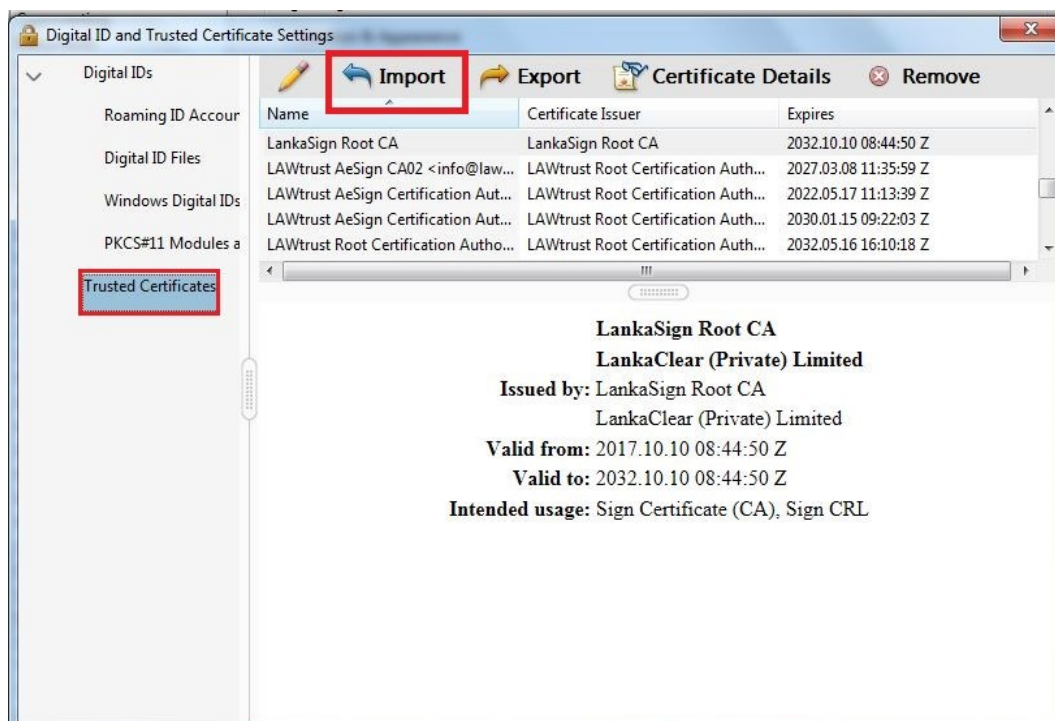 Digital ID and Trusted Certificate Settings
Digital IDs
Roaming ID Accour
Digital ID Files
Windows Digital IDs
PKCS#11 Modules a
Trusted Certificates
Import Export Certificate Details Remove
Name Certificate Issuer Expires
LankaSign Root CA LankaSign Root CA 2032.10.10 08:44:50 Z
LAWtrust AeSign CA02 <info@law... LAWtrust Root Certification Auth... 2027.03.08 11:35:59 Z
LAWtrust AeSign Certification Aut... LAWtrust Root Certification Auth... 2022.05.17 11:13:39 Z
LAWtrust AeSign Certification Aut... LAWtrust Root Certification Auth... 2030.01.15 09:22:03 Z
LAWtrust Root Certification Autho... LAWtrust Root Certification Auth... 2032.05.16 16:10:18 Z
LankaSign Root CA
LankaClear (Private) Limited
Issued by: LankaSign Root CA
LankaClear (Private) Limited
Valid from: 2017.10.10 08:44:50 Z
Valid to: 2032.10.10 08:44:50 Z
Intended usage: Sign Certificate (CA), Sign CRL